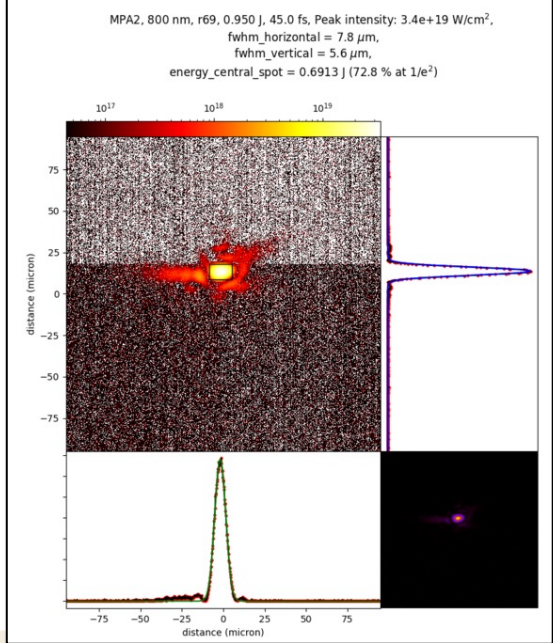 MPA2, 800 nm, r69, 0.950 J, 45.0 fs, Peak intensity: 3.4e+19 W/cm²,
fwhm_horizontal = 7.8 μm,
fwhm_vertical = 5.6 μm,
energy_central_spot = 0.6913 J (72.8 % at 1/e²)
10¹⁷ 10¹⁸ 10¹⁹
75
50
25
0
−25
−50
−75
distance (micron)
−75 −50 −25 0 25 50 75
distance (micron)